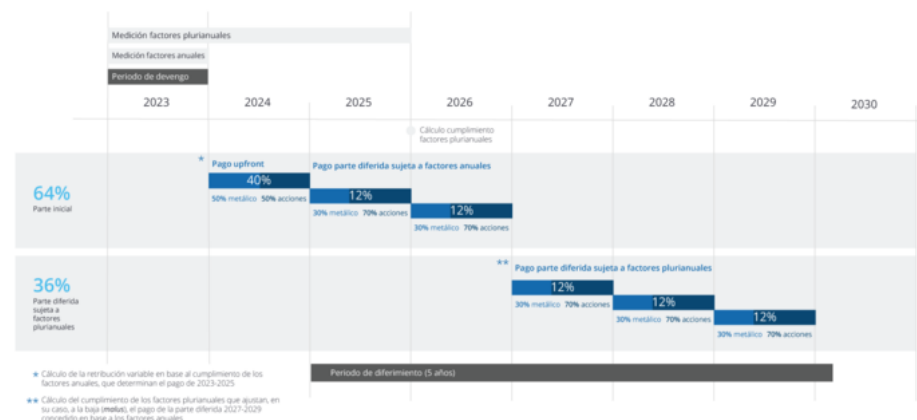 Medición factores plurianuales
Medición factores anuales
Periodo de devengo
2023 2024 2025 2026 2027 2028 2029 2030
Cálculo cumplimiento
factores plurianuales
64%
Parte inicial
* Pago upfront
40%
50% metálico 50% acciones
Pago parte diferida sujeta a factores anuales
12%
30% metálico 70% acciones
12%
30% metálico 70% acciones
36%
Parte diferida
sujeta a
factores
plurianuales
** Pago parte diferida sujeta a factores plurianuales
12%
30% metálico 70% acciones
12%
30% metálico 70% acciones
12%
30% metálico 70% acciones
Periodo de diferimiento (5 años)
* Cálculo de la retribución variable en base al cumplimiento de los
factores anuales, que determinan el pago de 2023-2025
** Cálculo del cumplimiento de los factores plurianuales que ajustan, en
su caso, a la baja (malus), el pago de la parte diferida 2027-2029
concedido en base a los factores anuales